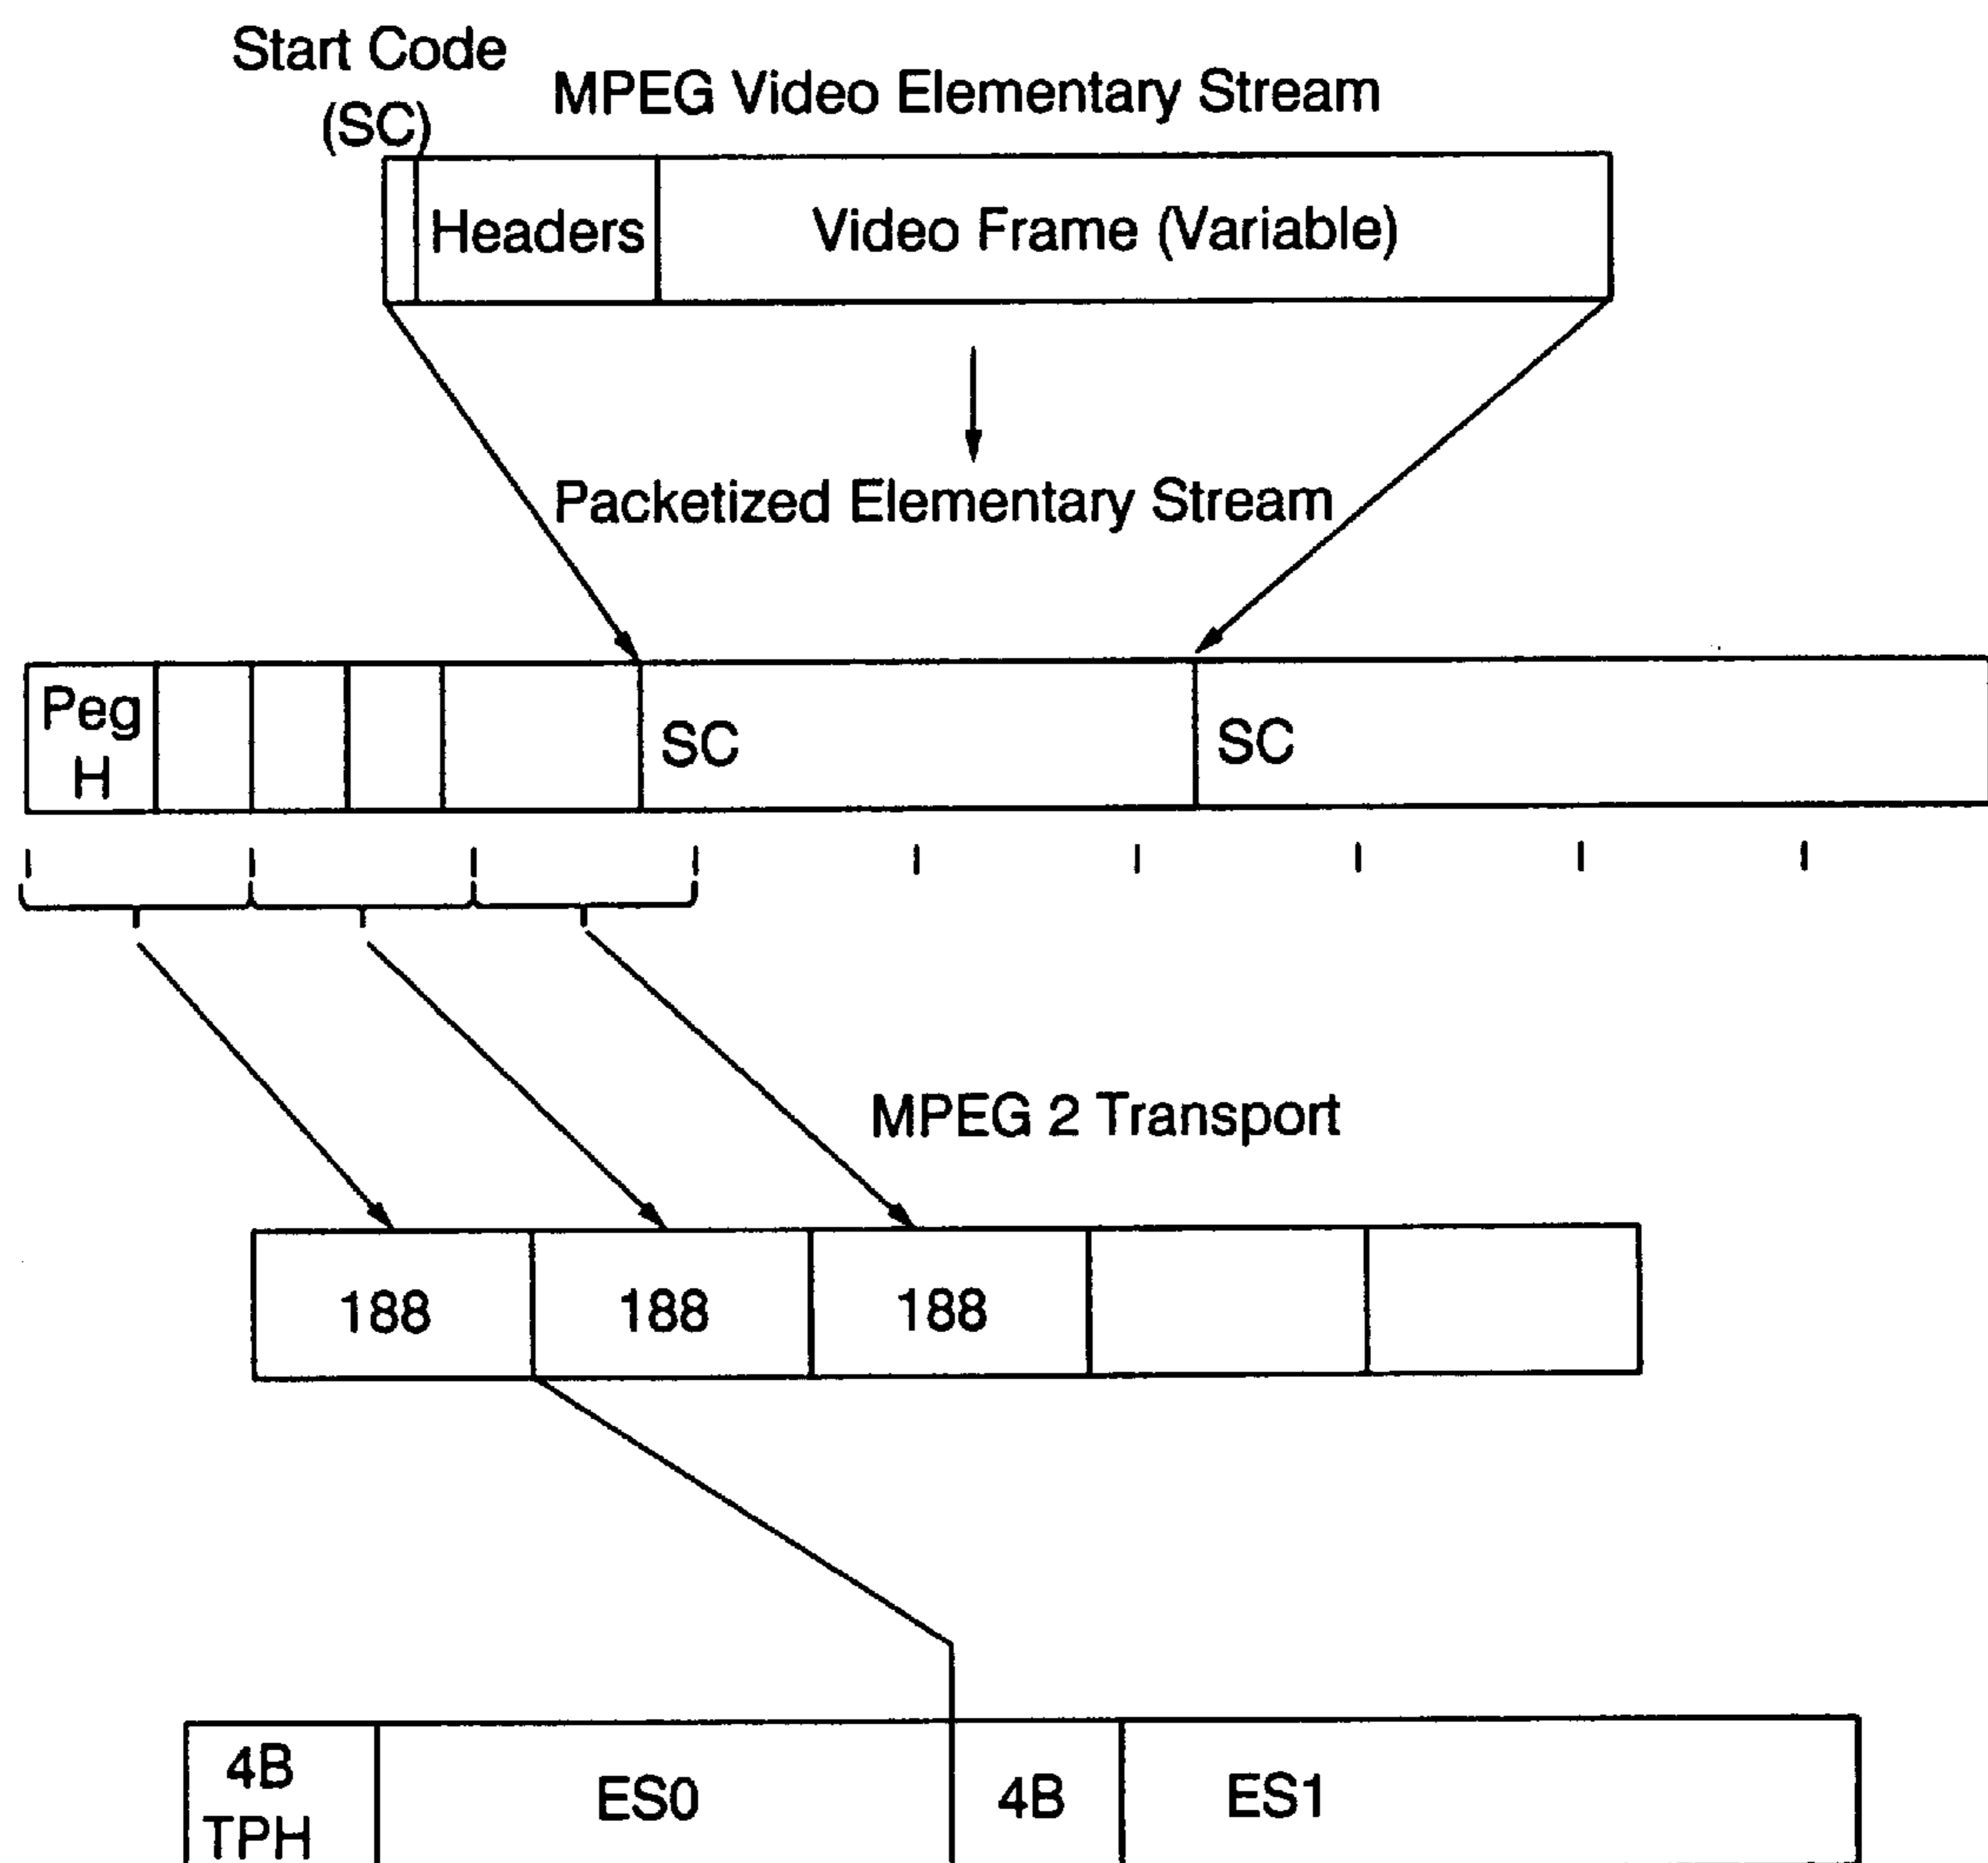 Start Code
(SC)
MPEG Video Elementary Stream
Headers
Video Frame (Variable)
Packetized Elementary Stream
Peg
H
SC
SC
MPEG 2 Transport
188
188
188
4B
TPH
ES0
4B
ES1